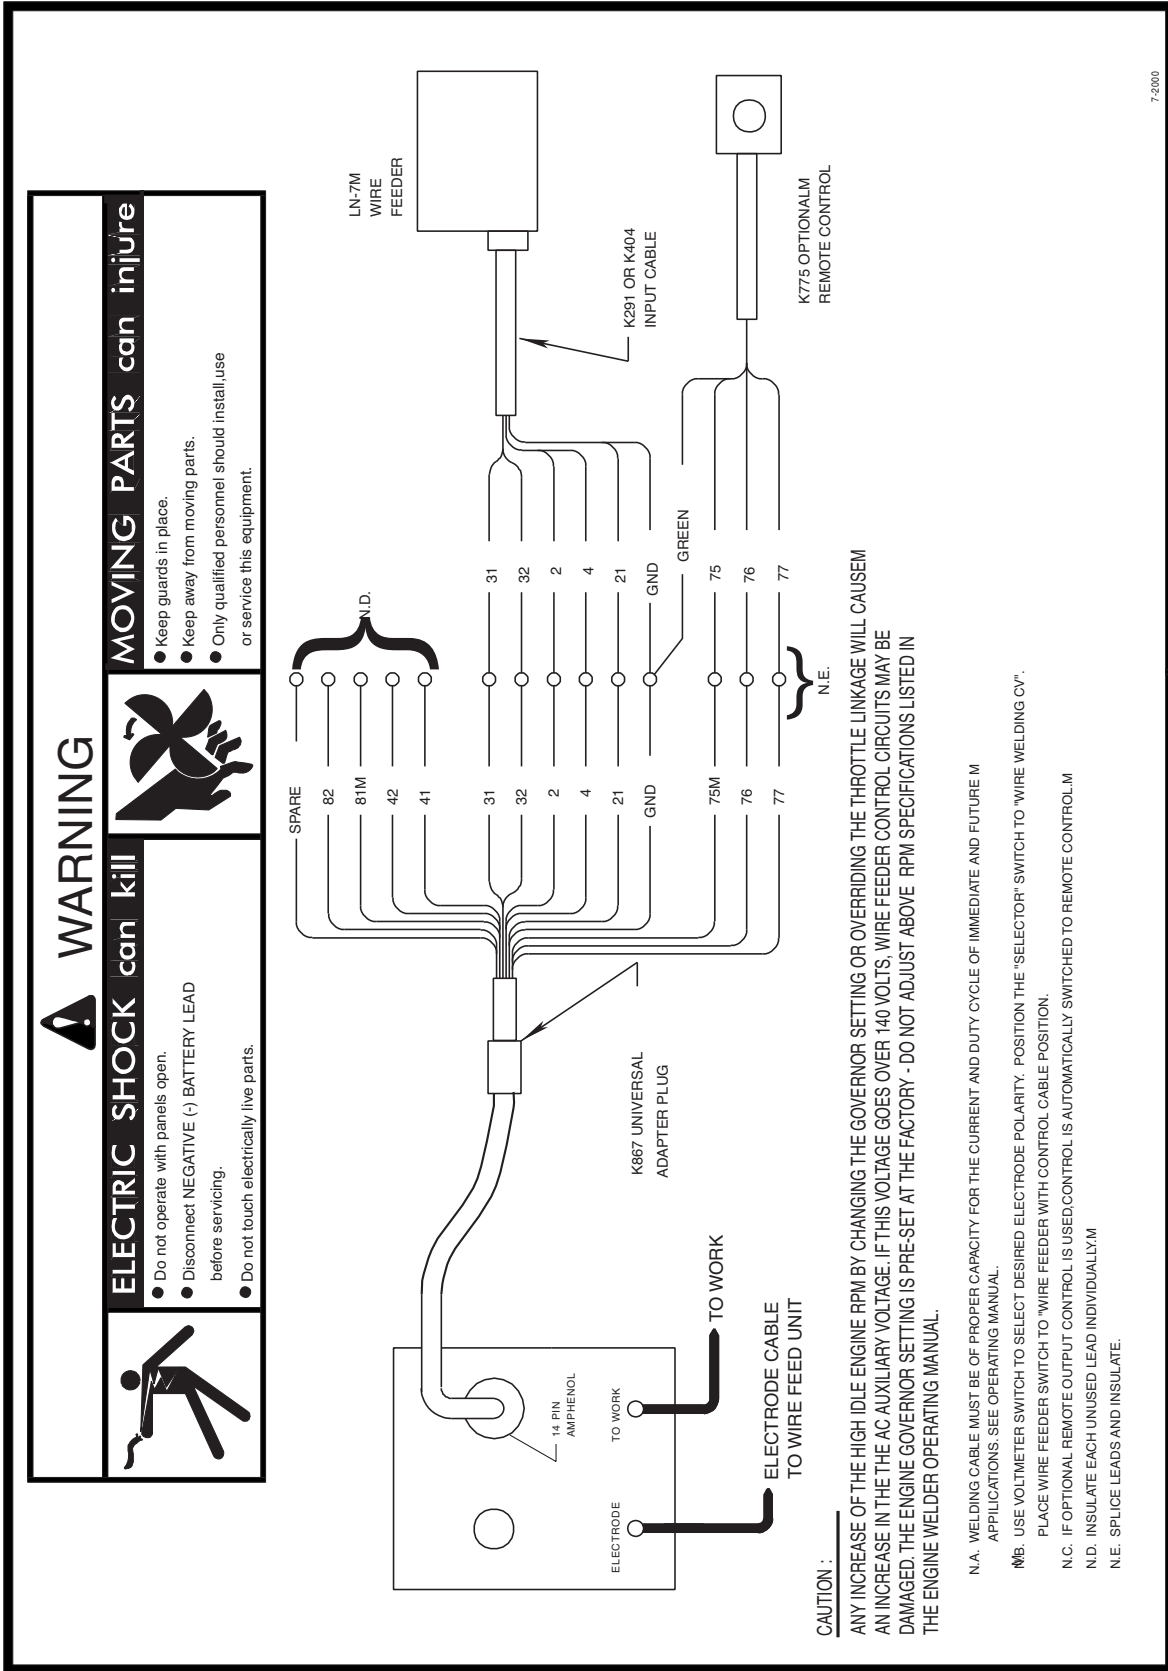 WARNING
ELECTRIC SHOCK can kill
● Do not operate with panels open.
● Disconnect NEGATIVE (-) BATTERY LEAD
before servicing.
● Do not touch electrically live parts.
MOVING PARTS can injure
● Keep guards in place.
● Keep away from moving parts.
● Only qualified personnel should install,use
or service this equipment.
N.D.
SPARE
82
81M
42
41
31
32
2
4
21
GND
75M
76
77
31
32
2
4
21
GND
GREEN
75
76
77
N.E.
LN-7M
WIRE
FEEDER
K291 OR K404
INPUT CABLE
K775 OPTIONALM
REMOTE CONTROL
K867 UNIVERSAL
ADAPTER PLUG
14 PIN
AMPHENOL
TO WORK
ELECTRODE
TO WORK
ELECTRODE CABLE
TO WIRE FEED UNIT
CAUTION :
ANY INCREASE OF THE HIGH IDLE ENGINE RPM BY CHANGING THE GOVERNOR SETTING OR OVERRIDING THE THROTTLE LINKAGE WILL CAUSEM
AN INCREASE IN THE THE AC AUXILIARY VOLTAGE. IF THIS VOLTAGE GOES OVER 140 VOLTS, WIRE FEEDER CONTROL CIRCUITS MAY BE
DAMAGED. THE ENGINE GOVERNOR SETTING IS PRE-SET AT THE FACTORY - DO NOT ADJUST ABOVE RPM SPECIFICATIONS LISTED IN
THE ENGINE WELDER OPERATING MANUAL.
N.A. WELDING CABLE MUST BE OF PROPER CAPACITY FOR THE CURRENT AND DUTY CYCLE OF IMMEDIATE AND FUTURE M
APPILICATIONS. SEE OPERATING MANUAL.
N.B. USE VOLTMETER SWITCH TO SELECT DESIRED ELECTRODE POLARITY. POSITION THE "SELECTOR" SWITCH TO "WIRE WELDING CV".
PLACE WIRE FEEDER SWITCH TO "WIRE FEEDER WITH CONTROL CABLE POSITION.
N.C. IF OPTIONAL REMOTE OUTPUT CONTROL IS USED,CONTROL IS AUTOMATICALLY SWITCHED TO REMOTE CONTROL.M
N.D. INSULATE EACH UNUSED LEAD INDIVIDUALLY.M
N.E. SPLICE LEADS AND INSULATE.
7-2000